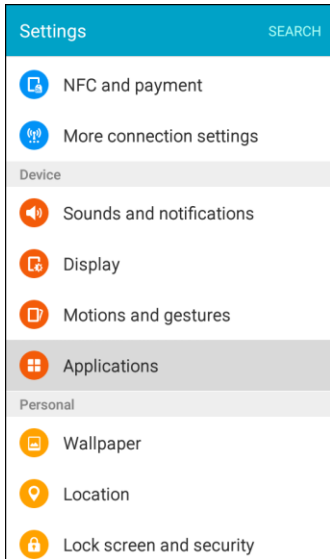 Settings
SEARCH
NFC and payment
More connection settings
Device
Sounds and notifications
Display
Motions and gestures
Applications
Personal
Wallpaper
Location
Lock screen and security